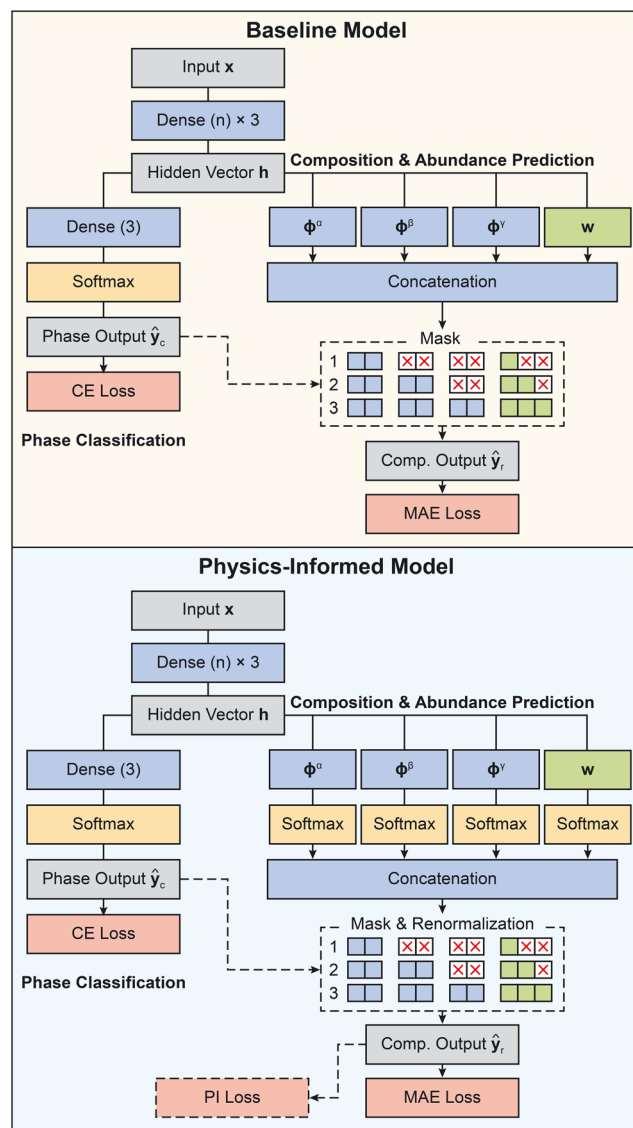 Baseline Model
Input x
Dense (n) × 3
Hidden Vector h
Composition & Abundance Prediction
Dense (3)
ϕᵅ
ϕᵝ
ϕᵞ
w
Softmax
Concatenation
Phase Output ŷc
Mask
1
2
3
CE Loss
Phase Classification
Comp. Output ŷr
MAE Loss
Physics-Informed Model
Input x
Dense (n) × 3
Hidden Vector h
Composition & Abundance Prediction
Dense (3)
ϕᵅ
ϕᵝ
ϕᵞ
w
Softmax
Softmax
Softmax
Softmax
Softmax
Phase Output ŷc
Concatenation
CE Loss
Mask & Renormalization
1
2
3
Phase Classification
Comp. Output ŷr
PI Loss
MAE Loss